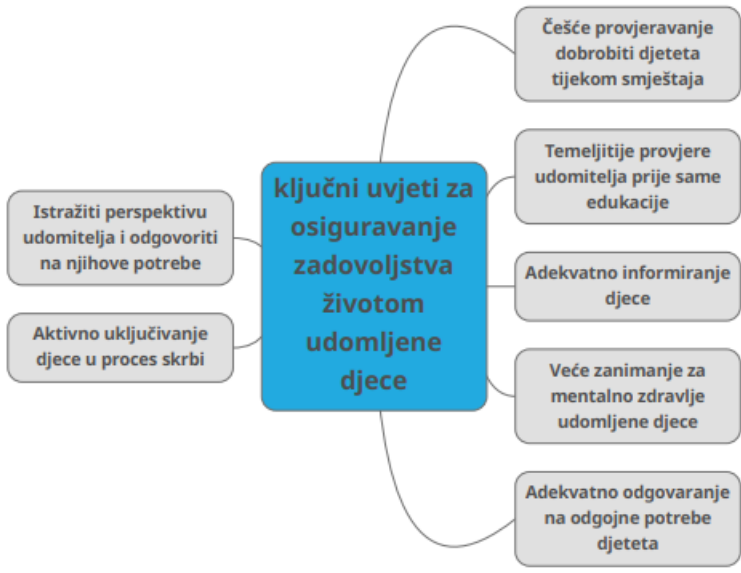 ključni uvjeti za
osiguravanje
zadovoljstva
životom
udomljene
djece
Češće provjeravanje
dobrobiti djeteta
tijekom smještaja
Temeljitije provjere
udomitelja prije same
edukacije
Adekvatno informiranje
djece
Veće zanimanje za
mentalno zdravlje
udomljene djece
Adekvatno odgovaranje
na odgojne potrebe
djeteta
Istražiti perspektivu
udomitelja i odgovoriti
na njihove potrebe
Aktivno uključivanje
djece u proces skrbi